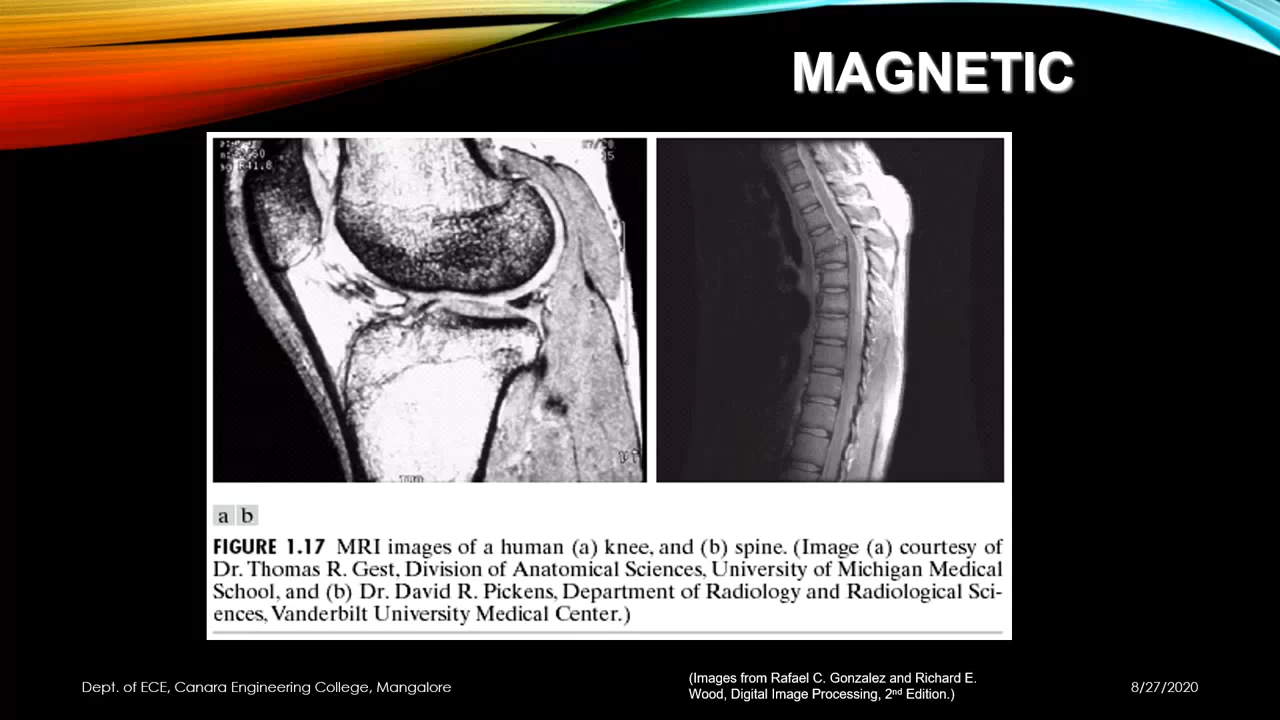 MAGNETIC
a b
FIGURE 1.17 MRI images of a human (a) knee, and (b) spine. (Image (a) courtesy of
Dr. Thomas R. Gest, Division of Anatomical Sciences, University of Michigan Medical
School, and (b) Dr. David R. Pickens, Department of Radiology and Radiological Sci-
ences, Vanderbilt University Medical Center.)
Dept. of ECE, Canara Engineering College, Mangalore
(Images from Rafael C. Gonzalez and Richard E.
Wood, Digital Image Processing, 2nd Edition.)
8/27/2020